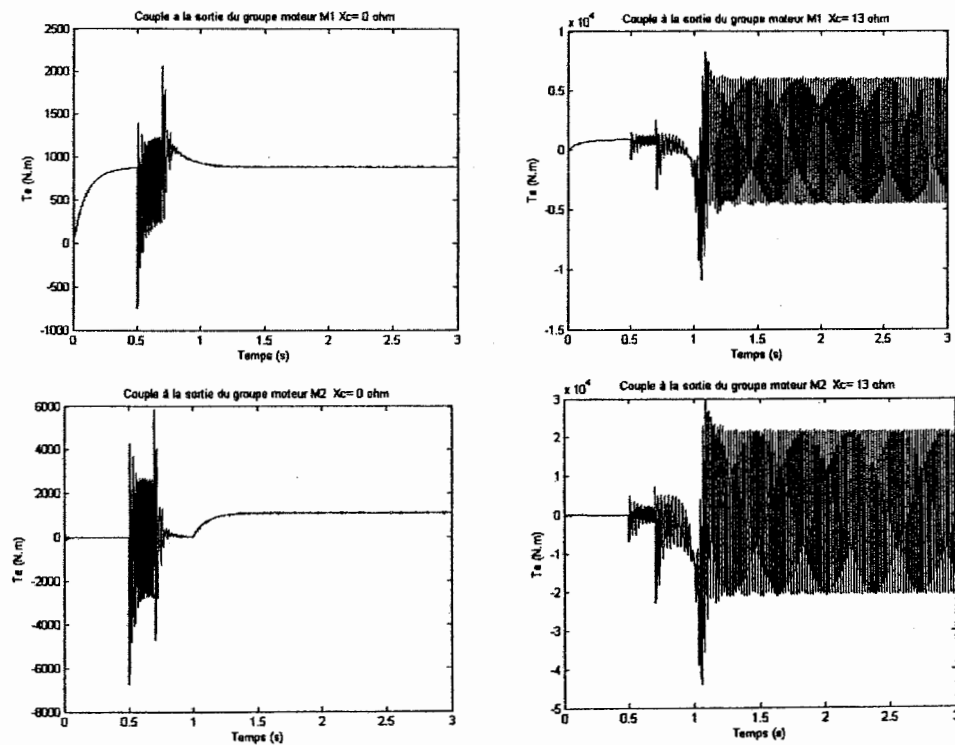 Couple a la sortie du groupe moteur M1 Xc= 0 ohm
2500
2000
1500
1000
500
0
-500
-1000
Te (N.m)
0 0.5 1 1.5 2 2.5 3
Temps (s)
x 10^4
Couple à la sortie du groupe moteur M1 Xc= 13 ohm
1
0.5
0
-0.5
-1
-1.5
Te (N.m)
0 0.5 1 1.5 2 2.5 3
Temps (s)
Couple à la sortie du groupe moteur M2 Xc= 0 ohm
6000
4000
2000
0
-2000
-4000
-6000
-8000
Te (N.m)
0 0.5 1 1.5 2 2.5 3
Temps (s)
x 10^4
Couple à la sortie du groupe moteur M2 Xc= 13 ohm
3
2
1
0
-1
-2
-3
-4
-5
Te (N.m)
0 0.5 1 1.5 2 2.5 3
Temps (s)